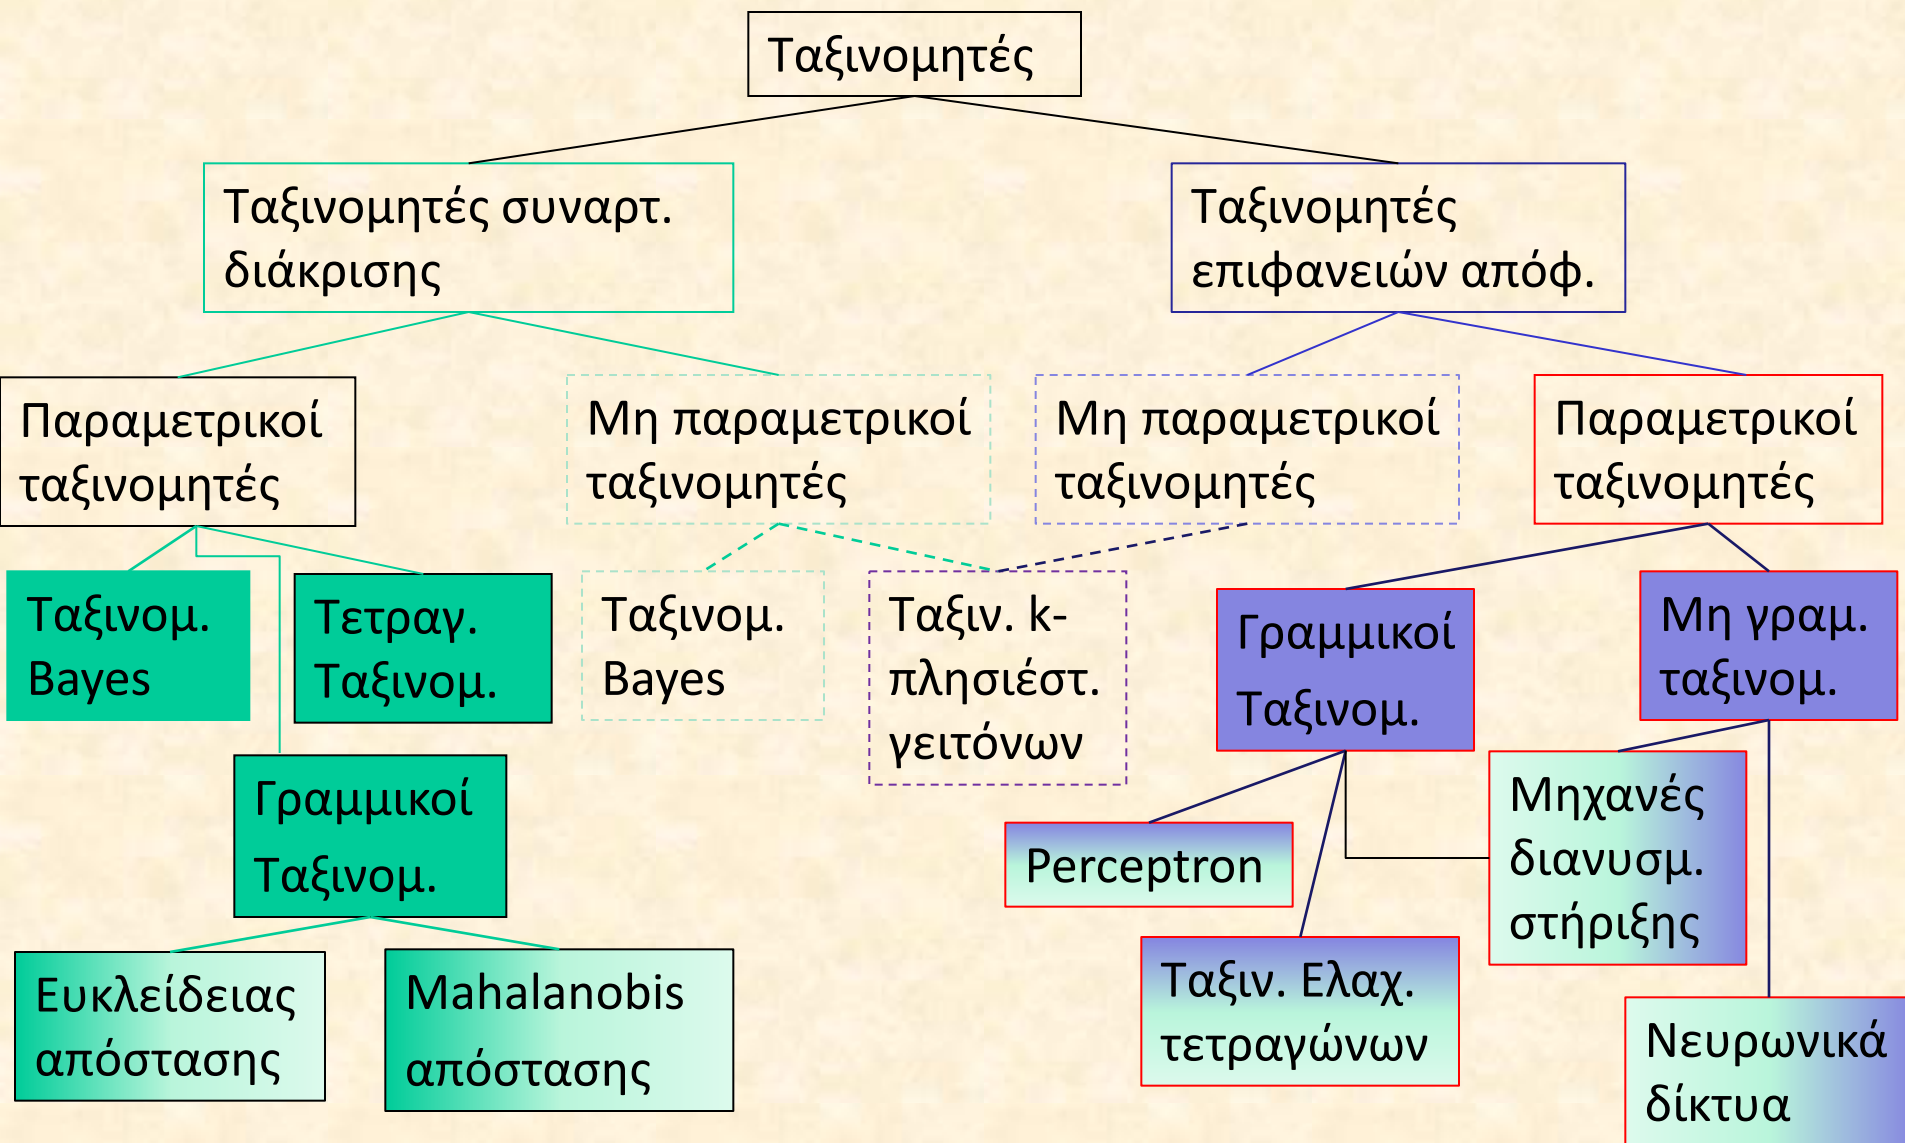 Ταξινομητές
Ταξινομητές συναρτ.
διάκρισης
Ταξινομητές
επιφανειών απόφ.
Παραμετρικοί
ταξινομητές
Μη παραμετρικοί
ταξινομητές
Μη παραμετρικοί
ταξινομητές
Παραμετρικοί
ταξινομητές
Ταξινομ.
Bayes
Τετραγ.
Ταξινομ.
Ταξινομ.
Bayes
Ταξιν. k-
πλησιέστ.
γειτόνων
Γραμμικοί
Ταξινομ.
Μη γραμ.
ταξινομ.
Γραμμικοί
Ταξινομ.
Perceptron
Μηχανές
διανυσμ.
στήριξης
Ευκλείδειας
απόστασης
Mahalanobis
απόστασης
Ταξιν. Ελαχ.
τετραγώνων
Νευρωνικά
δίκτυα